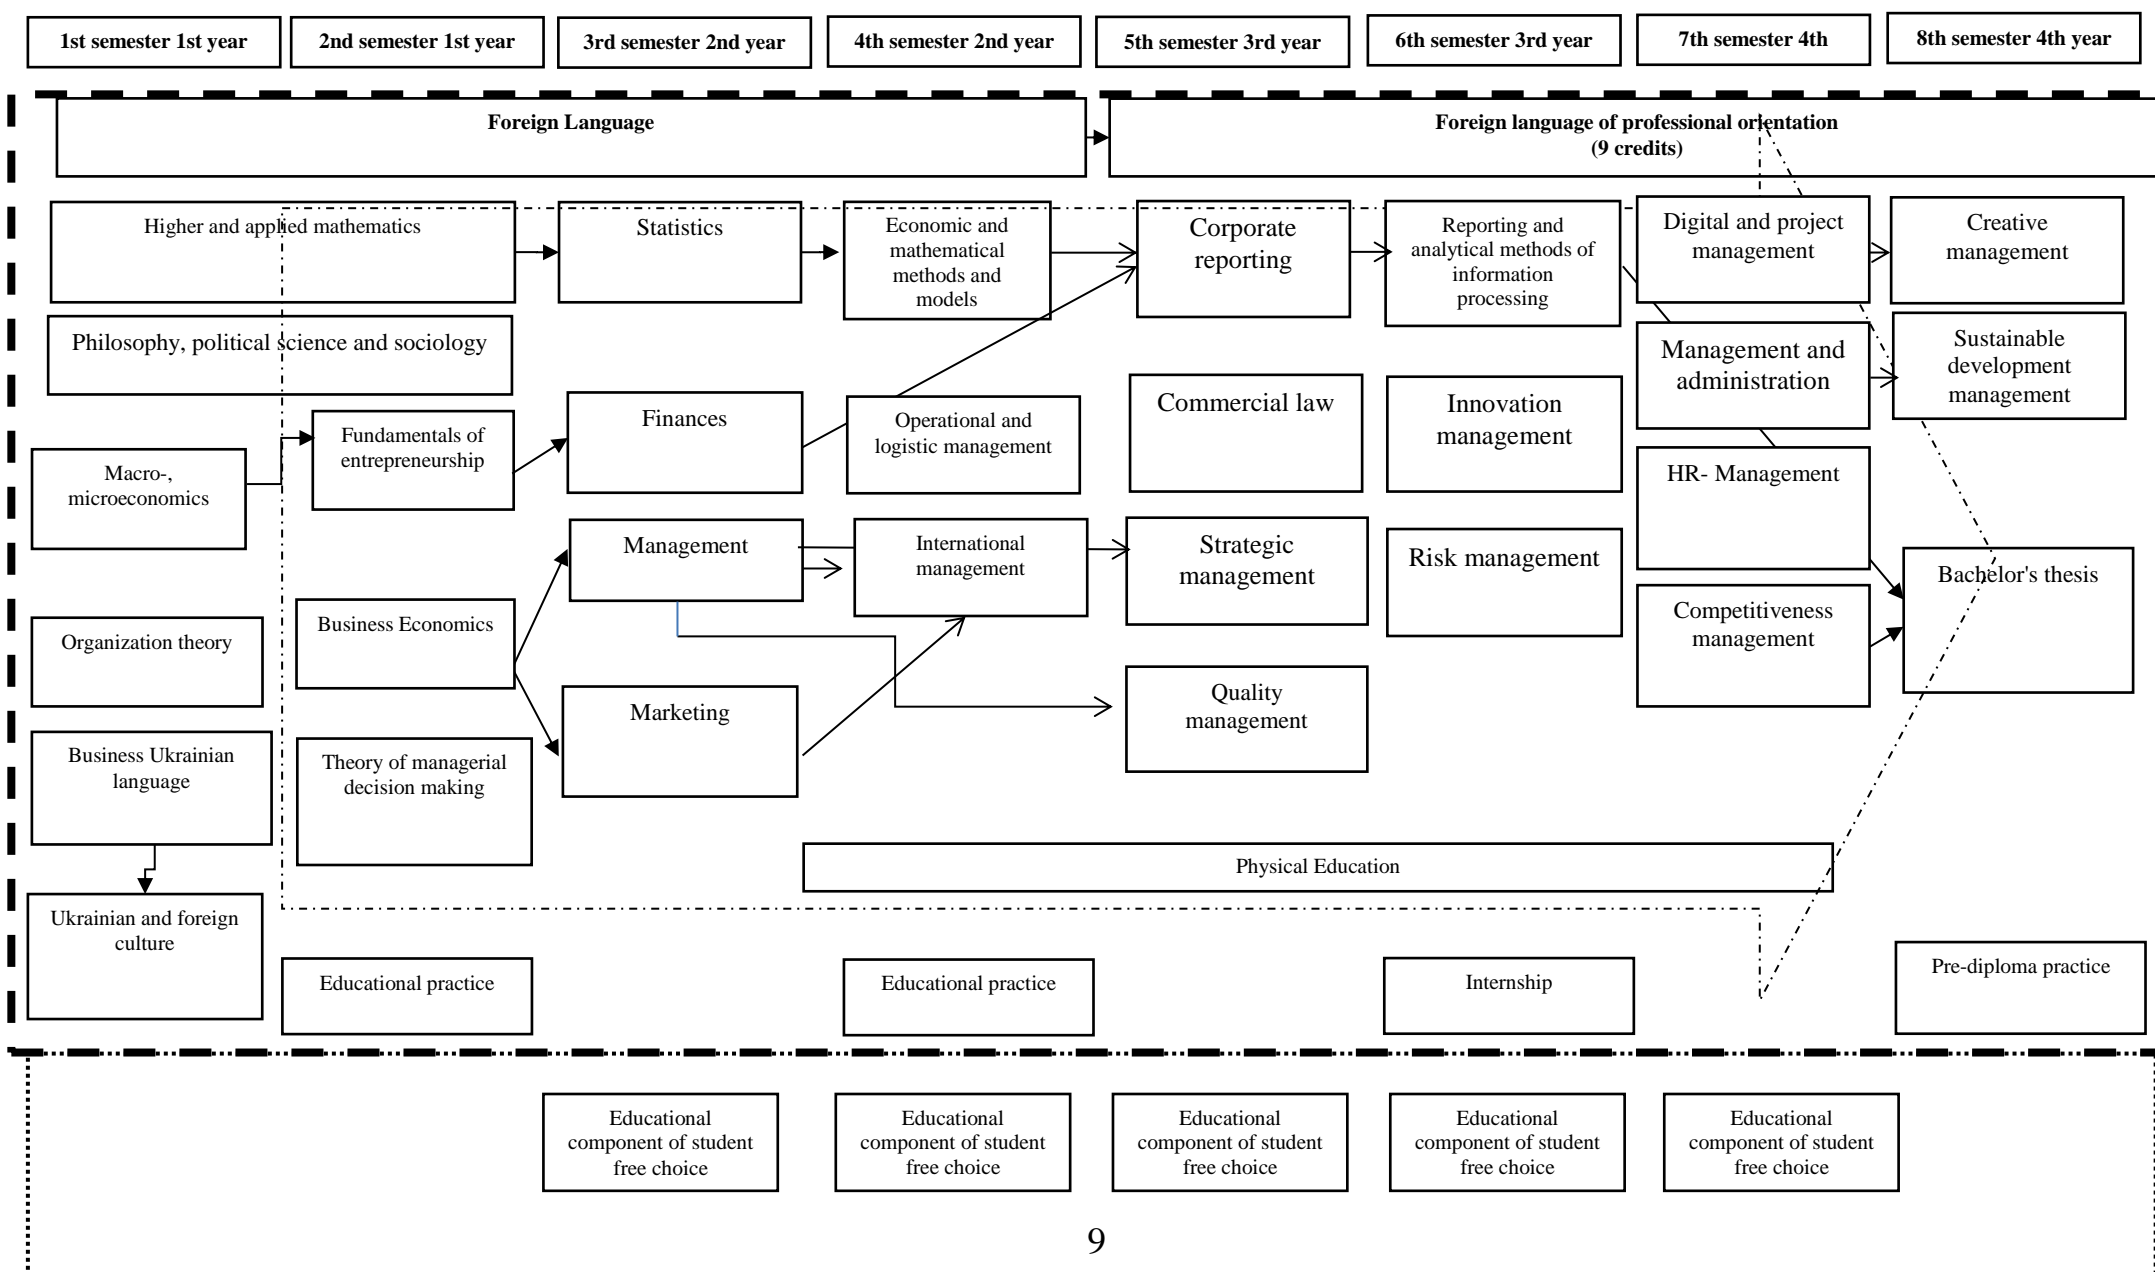 1st semester 1st year
2nd semester 1st year
3rd semester 2nd year
4th semester 2nd year
5th semester 3rd year
6th semester 3rd year
7th semester 4th
8th semester 4th year
Foreign Language
Foreign language of professional orientation
(9 credits)
Higher and applied mathematics
Statistics
Economic and
mathematical
methods and
models
Corporate
reporting
Reporting and
analytical methods of
information
processing
Digital and project
management
Creative
management
Philosophy, political science and sociology
Management and
administration
Sustainable
development
management
Macro-,
microeconomics
Fundamentals of
entrepreneurship
Finances
Operational and
logistic management
Commercial law
Innovation
management
HR- Management
Management
International
management
Strategic
management
Risk management
Bachelor's thesis
Organization theory
Business Economics
Competitiveness
management
Marketing
Quality
management
Business Ukrainian
language
Theory of managerial
decision making
Physical Education
Ukrainian and foreign
culture
Educational practice
Educational practice
Internship
Pre-diploma practice
Educational
component of student
free choice
Educational
component of student
free choice
Educational
component of student
free choice
Educational
component of student
free choice
Educational
component of student
free choice
9